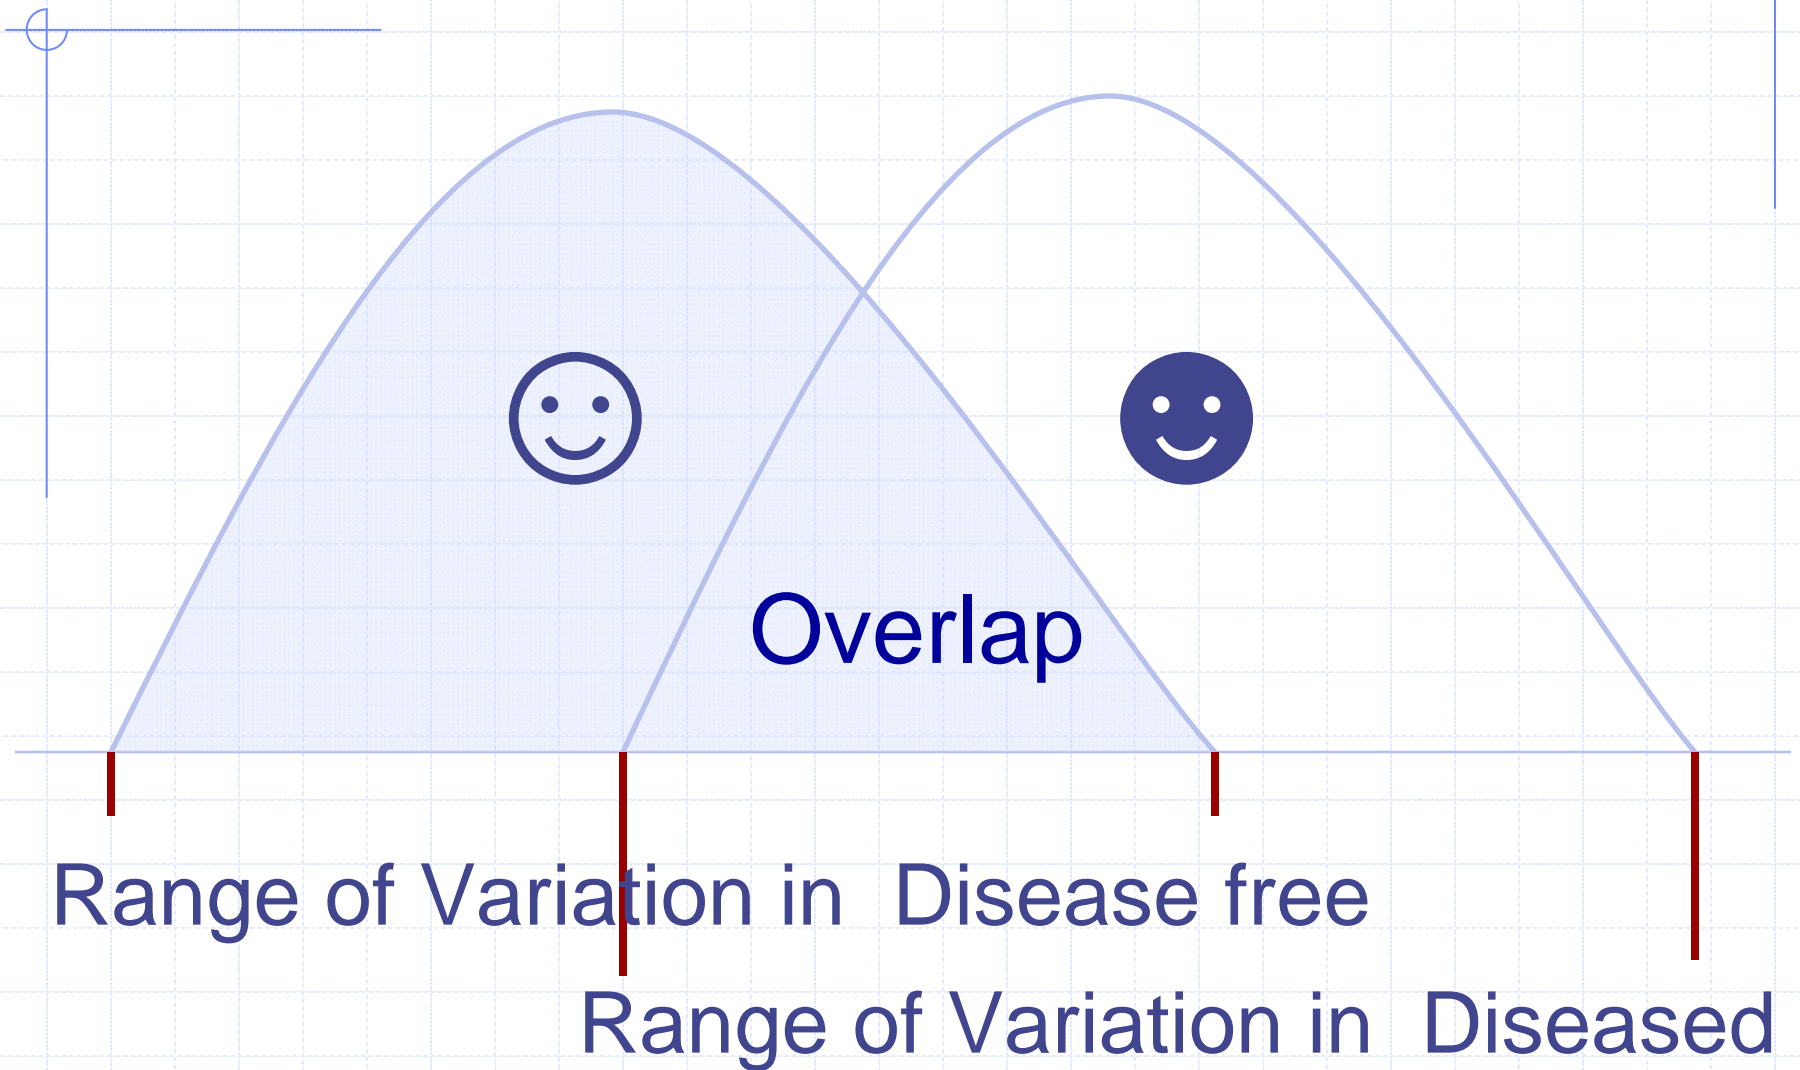 Overlap
Range of Variation in Disease free
Range of Variation in Diseased